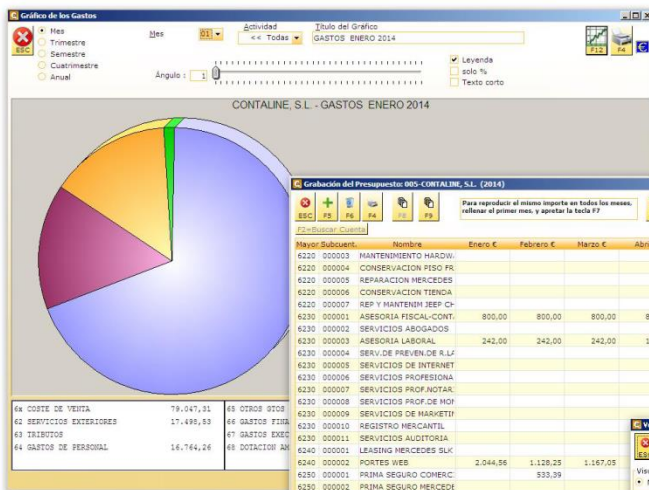 Gráfico de los Gastos
Mes
Trimestre
Semestre
Cuatrimestre
Anual
ESC
Mes 01
Actividad
<< Todas
Título del Gráfico
GASTOS ENERO 2014
Ángulo : 1
Leyenda
solo %
Texto corto
F12 F4
CONTALINE, S.L. - GASTOS ENERO 2014
6x COSTE DE VENTA 79.047,31
62 SERVICIOS EXTERIORES 17.498,53
63 TRIBUTOS
64 GASTOS DE PERSONAL 16.764,26
65 OTROS GTOS
66 GASTOS FINA
67 GASTOS EXEC
68 DOTACION AM
Grabación del Presupuesto: 005-CONTALINE, S.L. (2014)
ESC F5 F6 F4 F8 F9
Para reproducir el mismo importe en todos los meses,
rellenar el primer mes, y apretar la tecla F7
F2=Buscar Cuenta
Mayor Subcuent. Nombre Enero € Febrero € Marzo € Abri
6220 000003 MANTENIMIENTO HARDW.
6220 000004 CONSERVACION PISO FR
6220 000005 REPARACION MERCEDES
6220 000006 CONSERVACION TIENDA
6220 000007 REP Y MANTENIM JEEP CH
6230 000001 ASESORIA FISCAL-CONT. 800,00 800,00 800,00 8
6230 000002 SERVICIOS ABOGADOS
6230 000003 ASESORIA LABORAL 242,00 242,00 242,00 1
6230 000004 SERV.DE PREVEN.DE R.LA
6230 000005 SERVICIOS DE INTERNET
6230 000006 SERVICIOS PROFESIONA
6230 000007 SERVICIOS PROF.NOTAR.
6230 000008 SERVICIOS PROF.DE MON
6230 000009 SERVICIOS DE MARKETIN
6230 000010 REGISTRO MERCANTIL
6230 000011 SERVICIOS AUDITORIA
6240 000001 LEASING MERCEDES SLK
6240 000002 PORTES WEB 2.044,56 1.128,25 1.167,05
6250 000001 PRIMA SEGURO COMERC. 533,39
6250 000002 PRIMA SEGURO MERCEDE